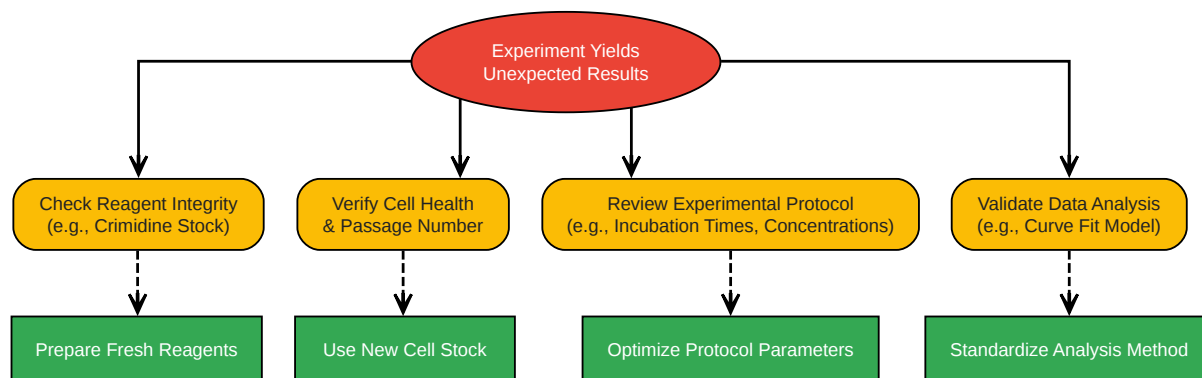 Experiment Yields
Unexpected Results
Check Reagent Integrity
(e.g., Crimidine Stock)
Verify Cell Health
& Passage Number
Review Experimental Protocol
(e.g., Incubation Times, Concentrations)
Validate Data Analysis
(e.g., Curve Fit Model)
Prepare Fresh Reagents
Use New Cell Stock
Optimize Protocol Parameters
Standardize Analysis Method